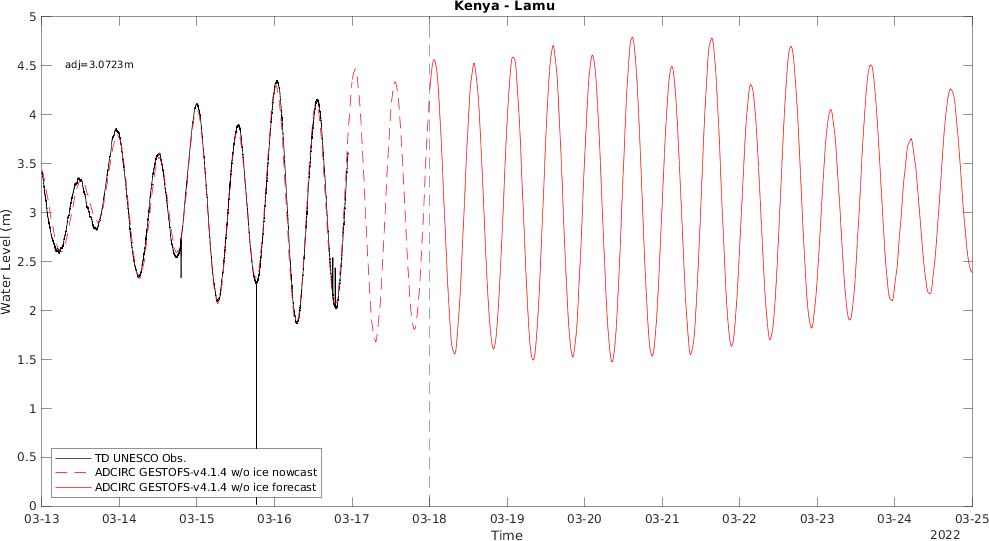 Kenya - Lamu
5
4.5
4
3.5
3
2.5
2
1.5
1
0.5
0
Water Level (m)
adj=3.0723m
TD UNESCO Obs.
ADCIRC GESTOFS-v4.1.4 w/o ice nowcast
ADCIRC GESTOFS-v4.1.4 w/o ice forecast
03-13 03-14 03-15 03-16 03-17 03-18 03-19 03-20 03-21 03-22 03-23 03-24 03-25
Time
2022